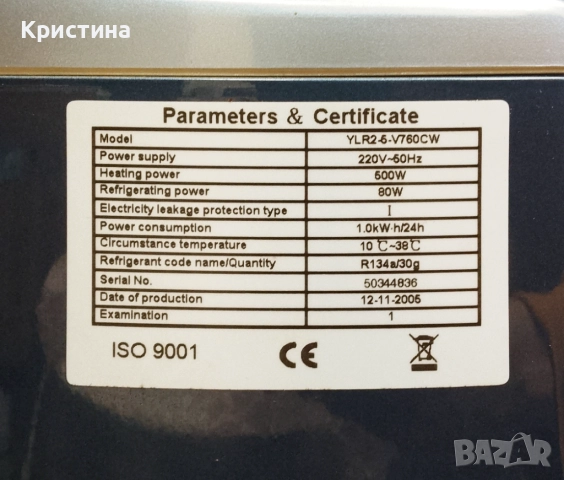 Кристина
Parameters & Certificate
Model YLR2-5-V760CW
Power supply 220V~50Hz
Heating power 500W
Refrigerating power 80W
Electricity leakage protection type I
Power consumption 1.0kW·h/24h
Circumstance temperature 10℃~38℃
Refrigerant code name/Quantity R134a/30g
Serial No. 50344836
Date of production 12-11-2005
Examination 1
ISO 9001 CE
BAZAR